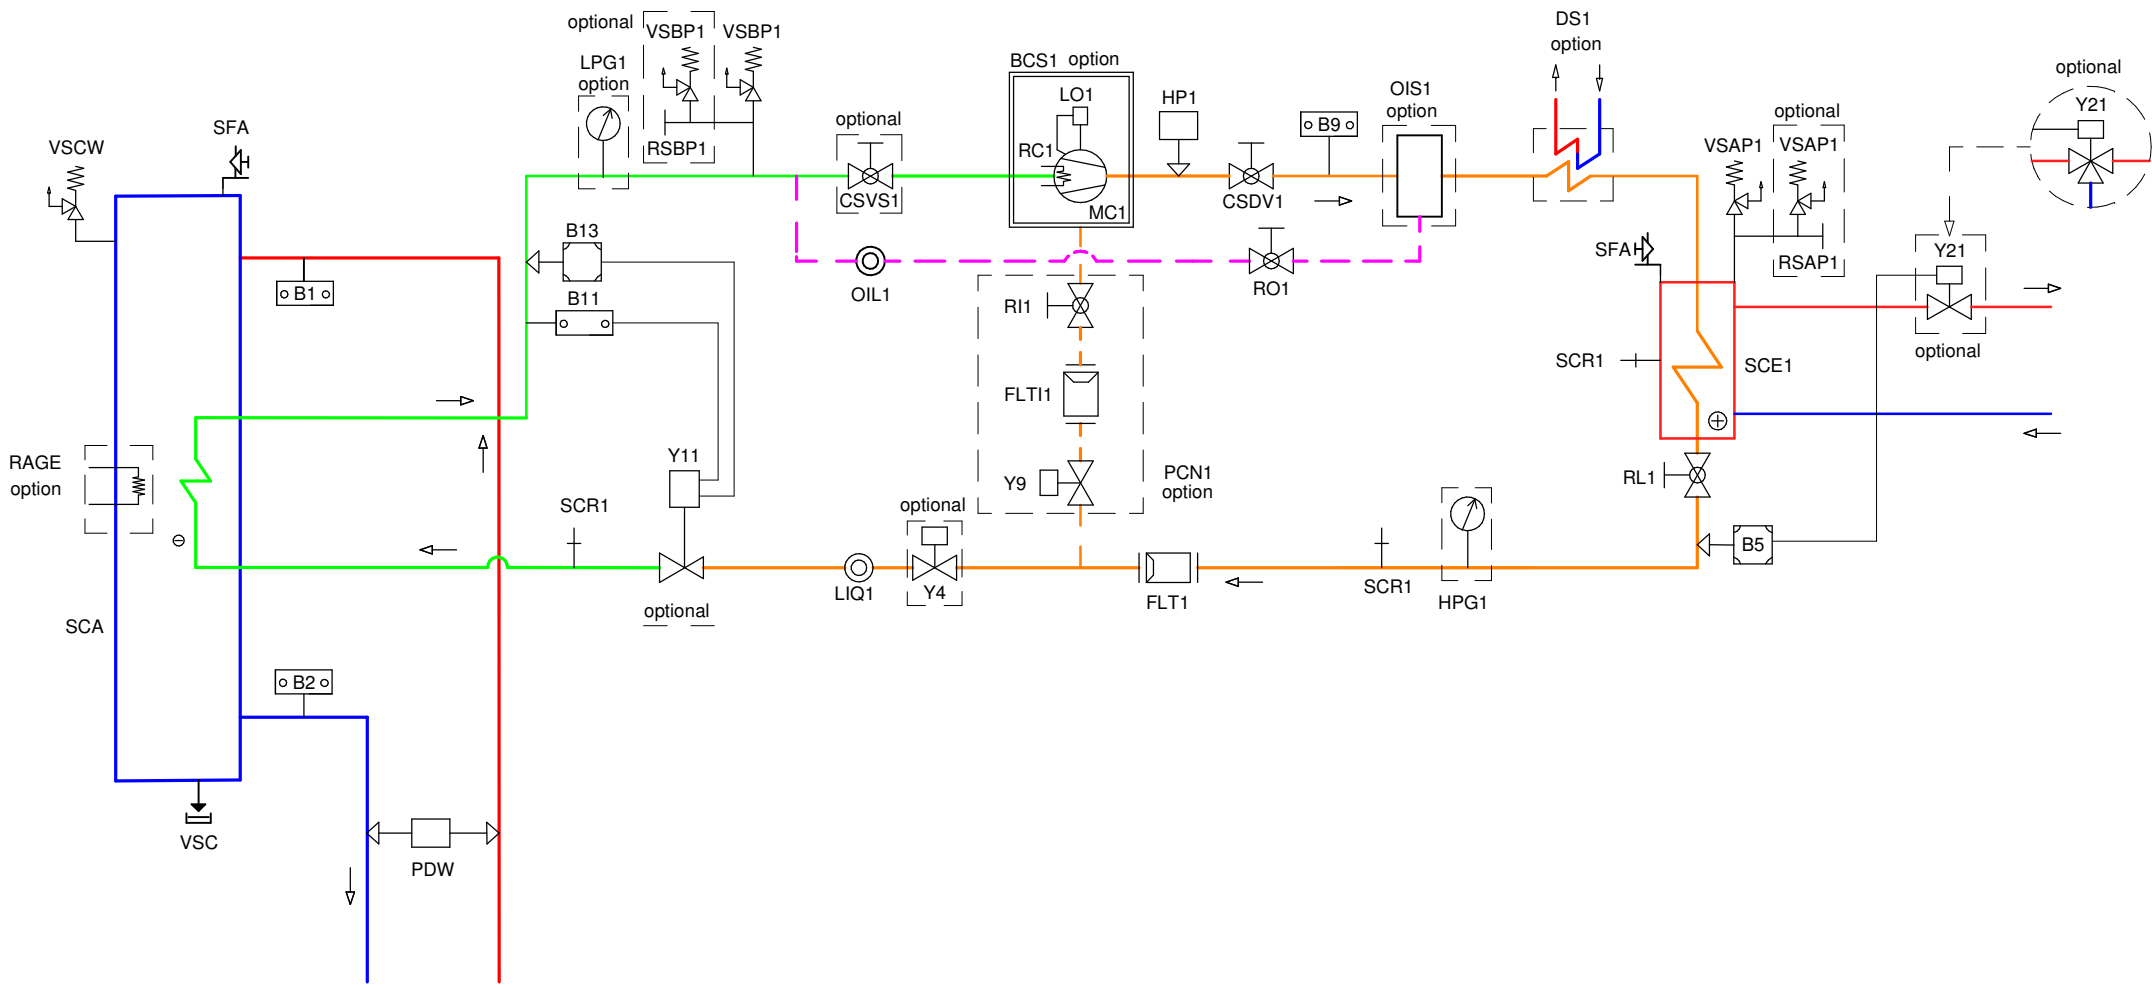 optional
VSBP1
VSBP1
LPG1
option
RSBP1
SFA
VSCW
optional
CSVS1
BCS1 option
LO1
RC1
MC1
HP1
CSDV1
B9
OIS1
option
DS1
option
optional
VSAP1
VSAP1
RSAP1
optional
Y21
SFA
Y21
optional
B13
B11
B1
OIL1
RO1
RI1
FLTI1
Y9
PCN1
option
SCR1
SCE1
RL1
B5
RAGE
option
Y11
SCR1
optional
optional
Y4
LIQ1
FLT1
SCR1
HPG1
SCA
B2
VSC
PDW